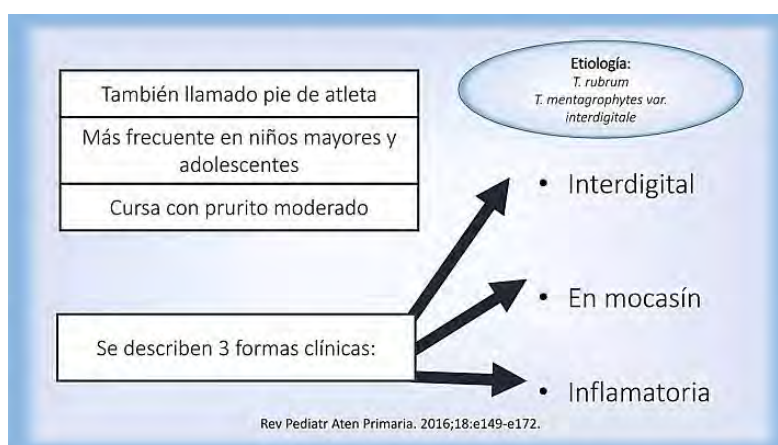 También llamado pie de atleta
Más frecuente en niños mayores y
adolescentes
Cursa con prurito moderado
Etiología:
T. rubrum
T. mentagrophytes var.
interdigitale
Se describen 3 formas clínicas:
• Interdigital
• En mocasín
• Inflamatoria
Rev Pediatr Aten Primaria. 2016;18:e149-e172.